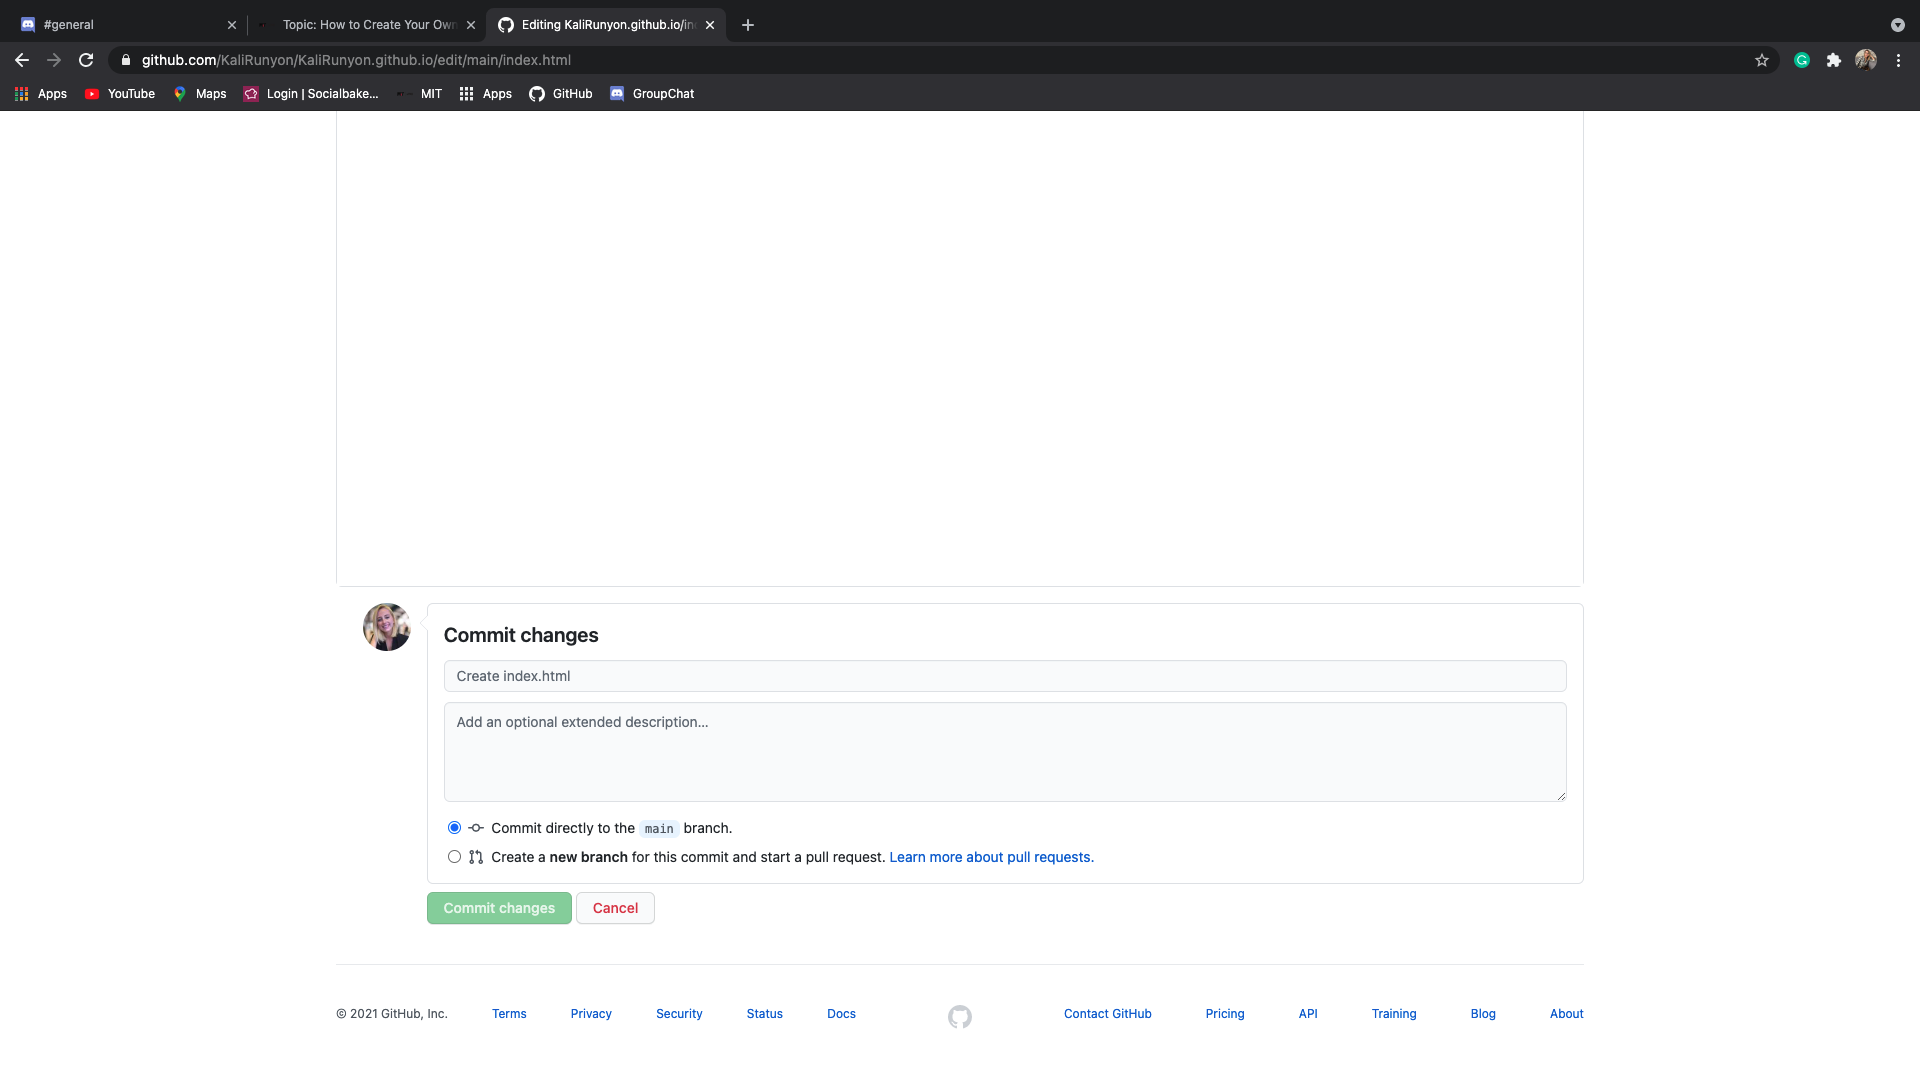 #general
Topic: How to Create Your Own
Editing KaliRunyon.github.io/in
github.com/KaliRunyon/KaliRunyon.github.io/edit/main/index.html
Apps YouTube Maps Login | Socialbake... MIT Apps GitHub GroupChat
Commit changes
Create index.html
Add an optional extended description...
Commit directly to the main branch.
Create a new branch for this commit and start a pull request. Learn more about pull requests.
Commit changes Cancel
© 2021 GitHub, Inc. Terms Privacy Security Status Docs Contact GitHub Pricing API Training Blog About